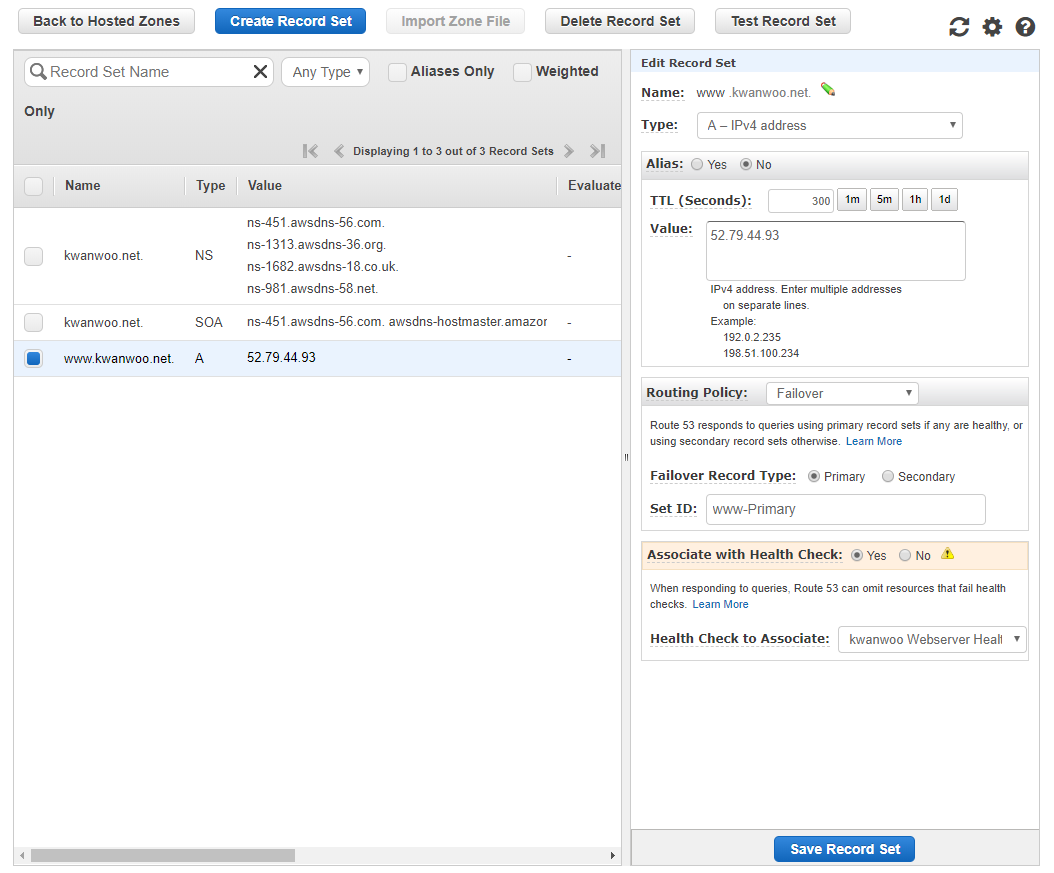 Back to Hosted Zones
Create Record Set
Import Zone File
Delete Record Set
Test Record Set
Record Set Name
Any Type
Aliases Only
Weighted
Only
Displaying 1 to 3 out of 3 Record Sets
Name Type Value Evaluate
kwanwoo.net. NS
ns-451.awsdns-56.com.
ns-1313.awsdns-36.org.
ns-1682.awsdns-18.co.uk.
ns-981.awsdns-58.net.
-
kwanwoo.net. SOA ns-451.awsdns-56.com. awsdns-hostmaster.amazor -
www.kwanwoo.net. A 52.79.44.93 -
Edit Record Set
Name: www .kwanwoo.net.
Type: A – IPv4 address
Alias: Yes No
TTL (Seconds): 300 1m 5m 1h 1d
Value: 52.79.44.93
IPv4 address. Enter multiple addresses
on separate lines.
Example:
192.0.2.235
198.51.100.234
Routing Policy: Failover
Route 53 responds to queries using primary record sets if any are healthy, or
using secondary record sets otherwise. Learn More
Failover Record Type: Primary Secondary
Set ID: www-Primary
Associate with Health Check: Yes No
When responding to queries, Route 53 can omit resources that fail health
checks. Learn More
Health Check to Associate: kwanwoo Webserver Healt
Save Record Set